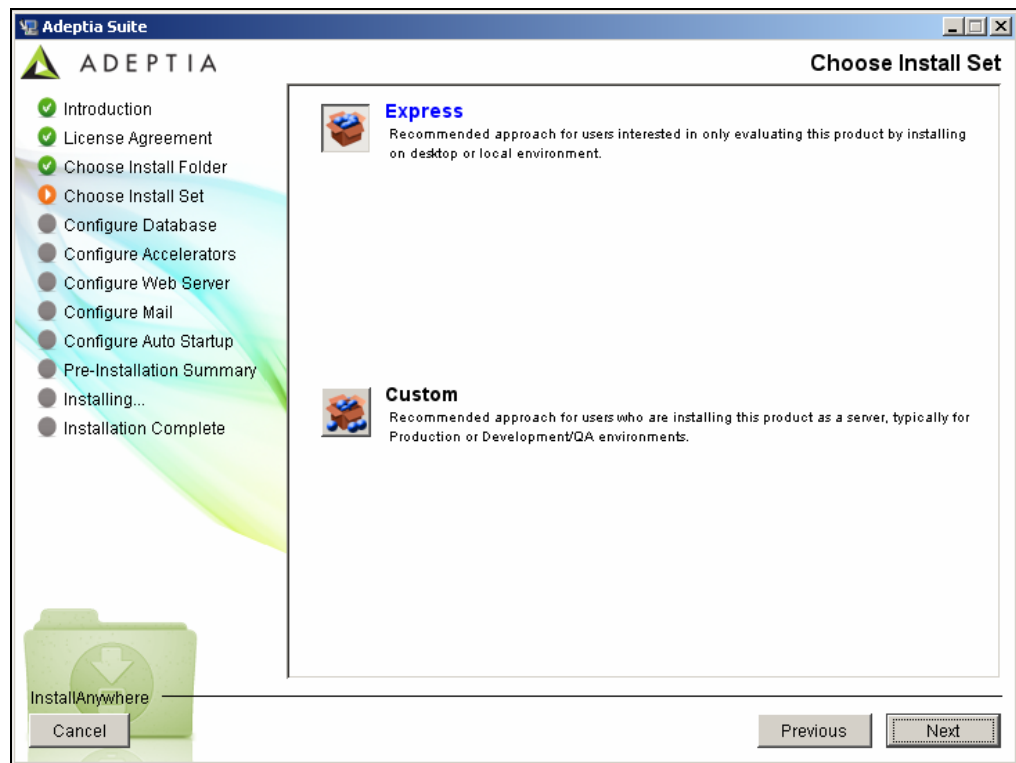 Adeptia Suite
ADEPTIA
Choose Install Set
Introduction
License Agreement
Choose Install Folder
Choose Install Set
Configure Database
Configure Accelerators
Configure Web Server
Configure Mail
Configure Auto Startup
Pre-Installation Summary
Installing...
Installation Complete
Express
Recommended approach for users interested in only evaluating this product by installing
on desktop or local environment.
Custom
Recommended approach for users who are installing this product as a server, typically for
Production or Development/QA environments.
InstallAnywhere
Cancel
Previous
Next